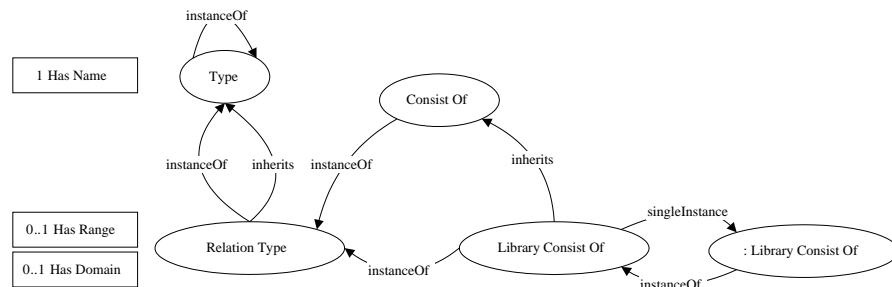 instanceOf
1 Has Name
Type
Consist Of
instanceOf
inherits
instanceOf
inherits
singleInstance
0..1 Has Range
Relation Type
Library Consist Of
: Library Consist Of
0..1 Has Domain
instanceOf
instanceOf